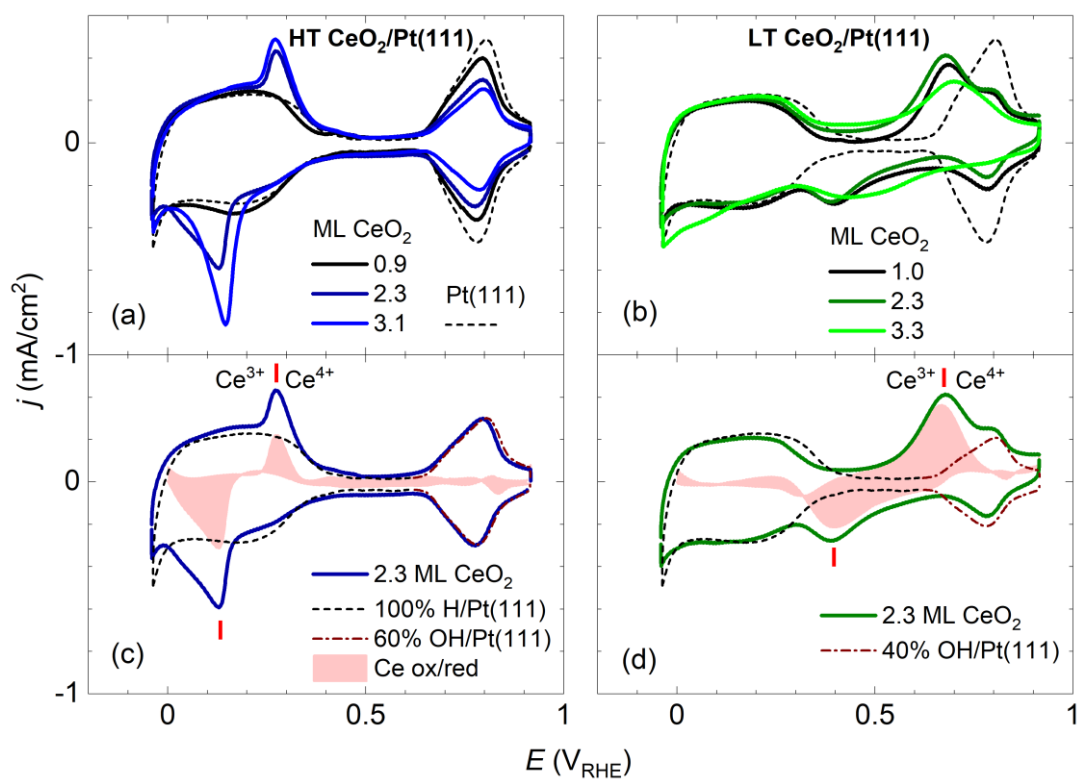 HT CeO₂/Pt(111)
0
ML CeO₂
0.9
2.3
3.1
Pt(111)
(a)
-1
LT CeO₂/Pt(111)
ML CeO₂
1.0
2.3
3.3
(b)
j (mA/cm²)
Ce³⁺ Ce⁴⁺
0
2.3 ML CeO₂
100% H/Pt(111)
60% OH/Pt(111)
Ce ox/red
(c)
-1
0 0.5 1
Ce³⁺ Ce⁴⁺
2.3 ML CeO₂
40% OH/Pt(111)
(d)
0 0.5 1
E (V_RHE)